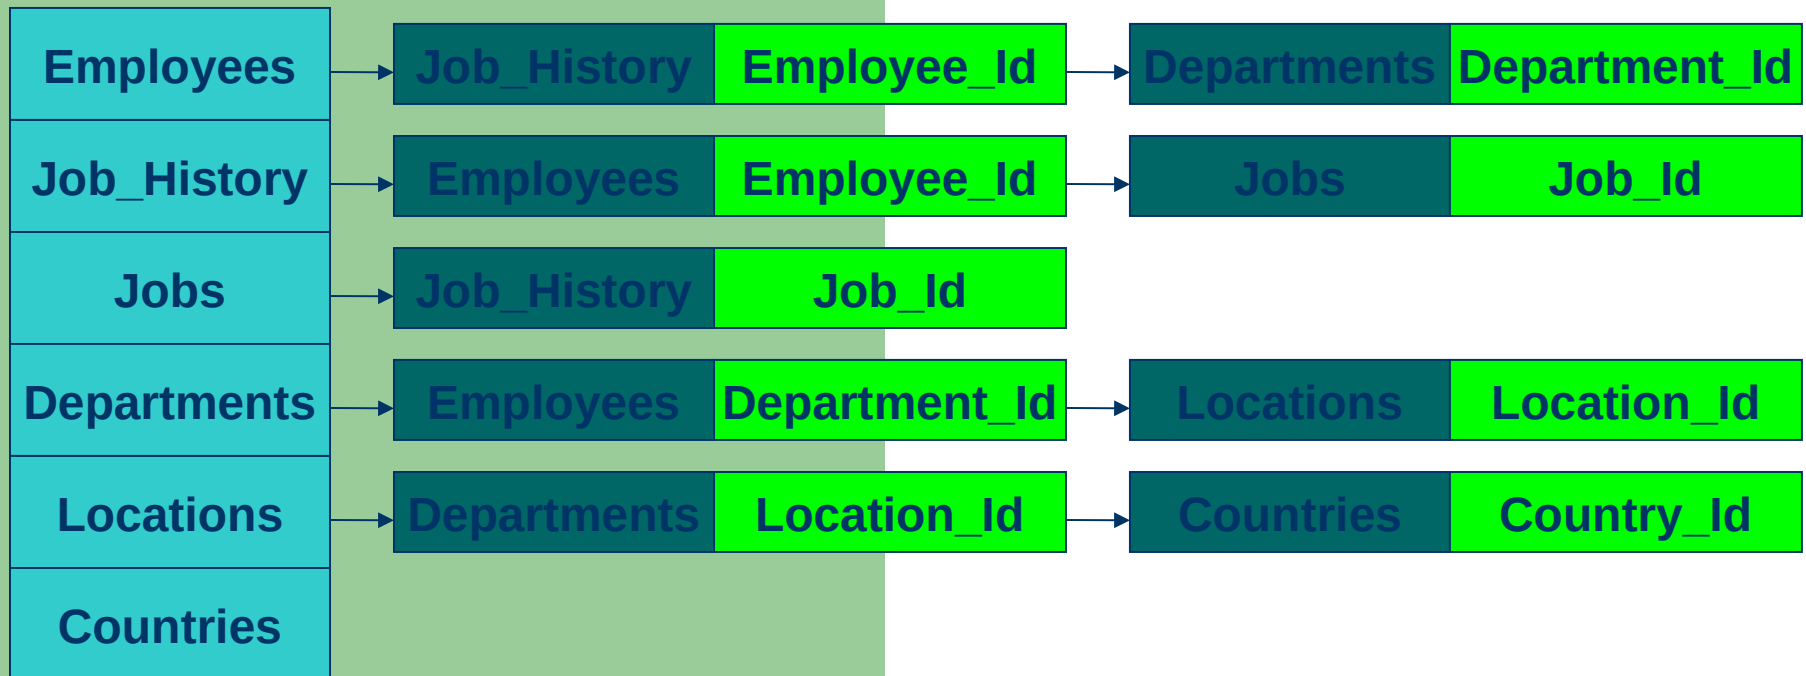 Employees Job_History Employee_Id Departments Department_Id
Job_History Employees Employee_Id Jobs Job_Id
Jobs Job_History Job_Id
Departments Employees Department_Id Locations Location_Id
Locations Departments Location_Id Countries Country_Id
Countries